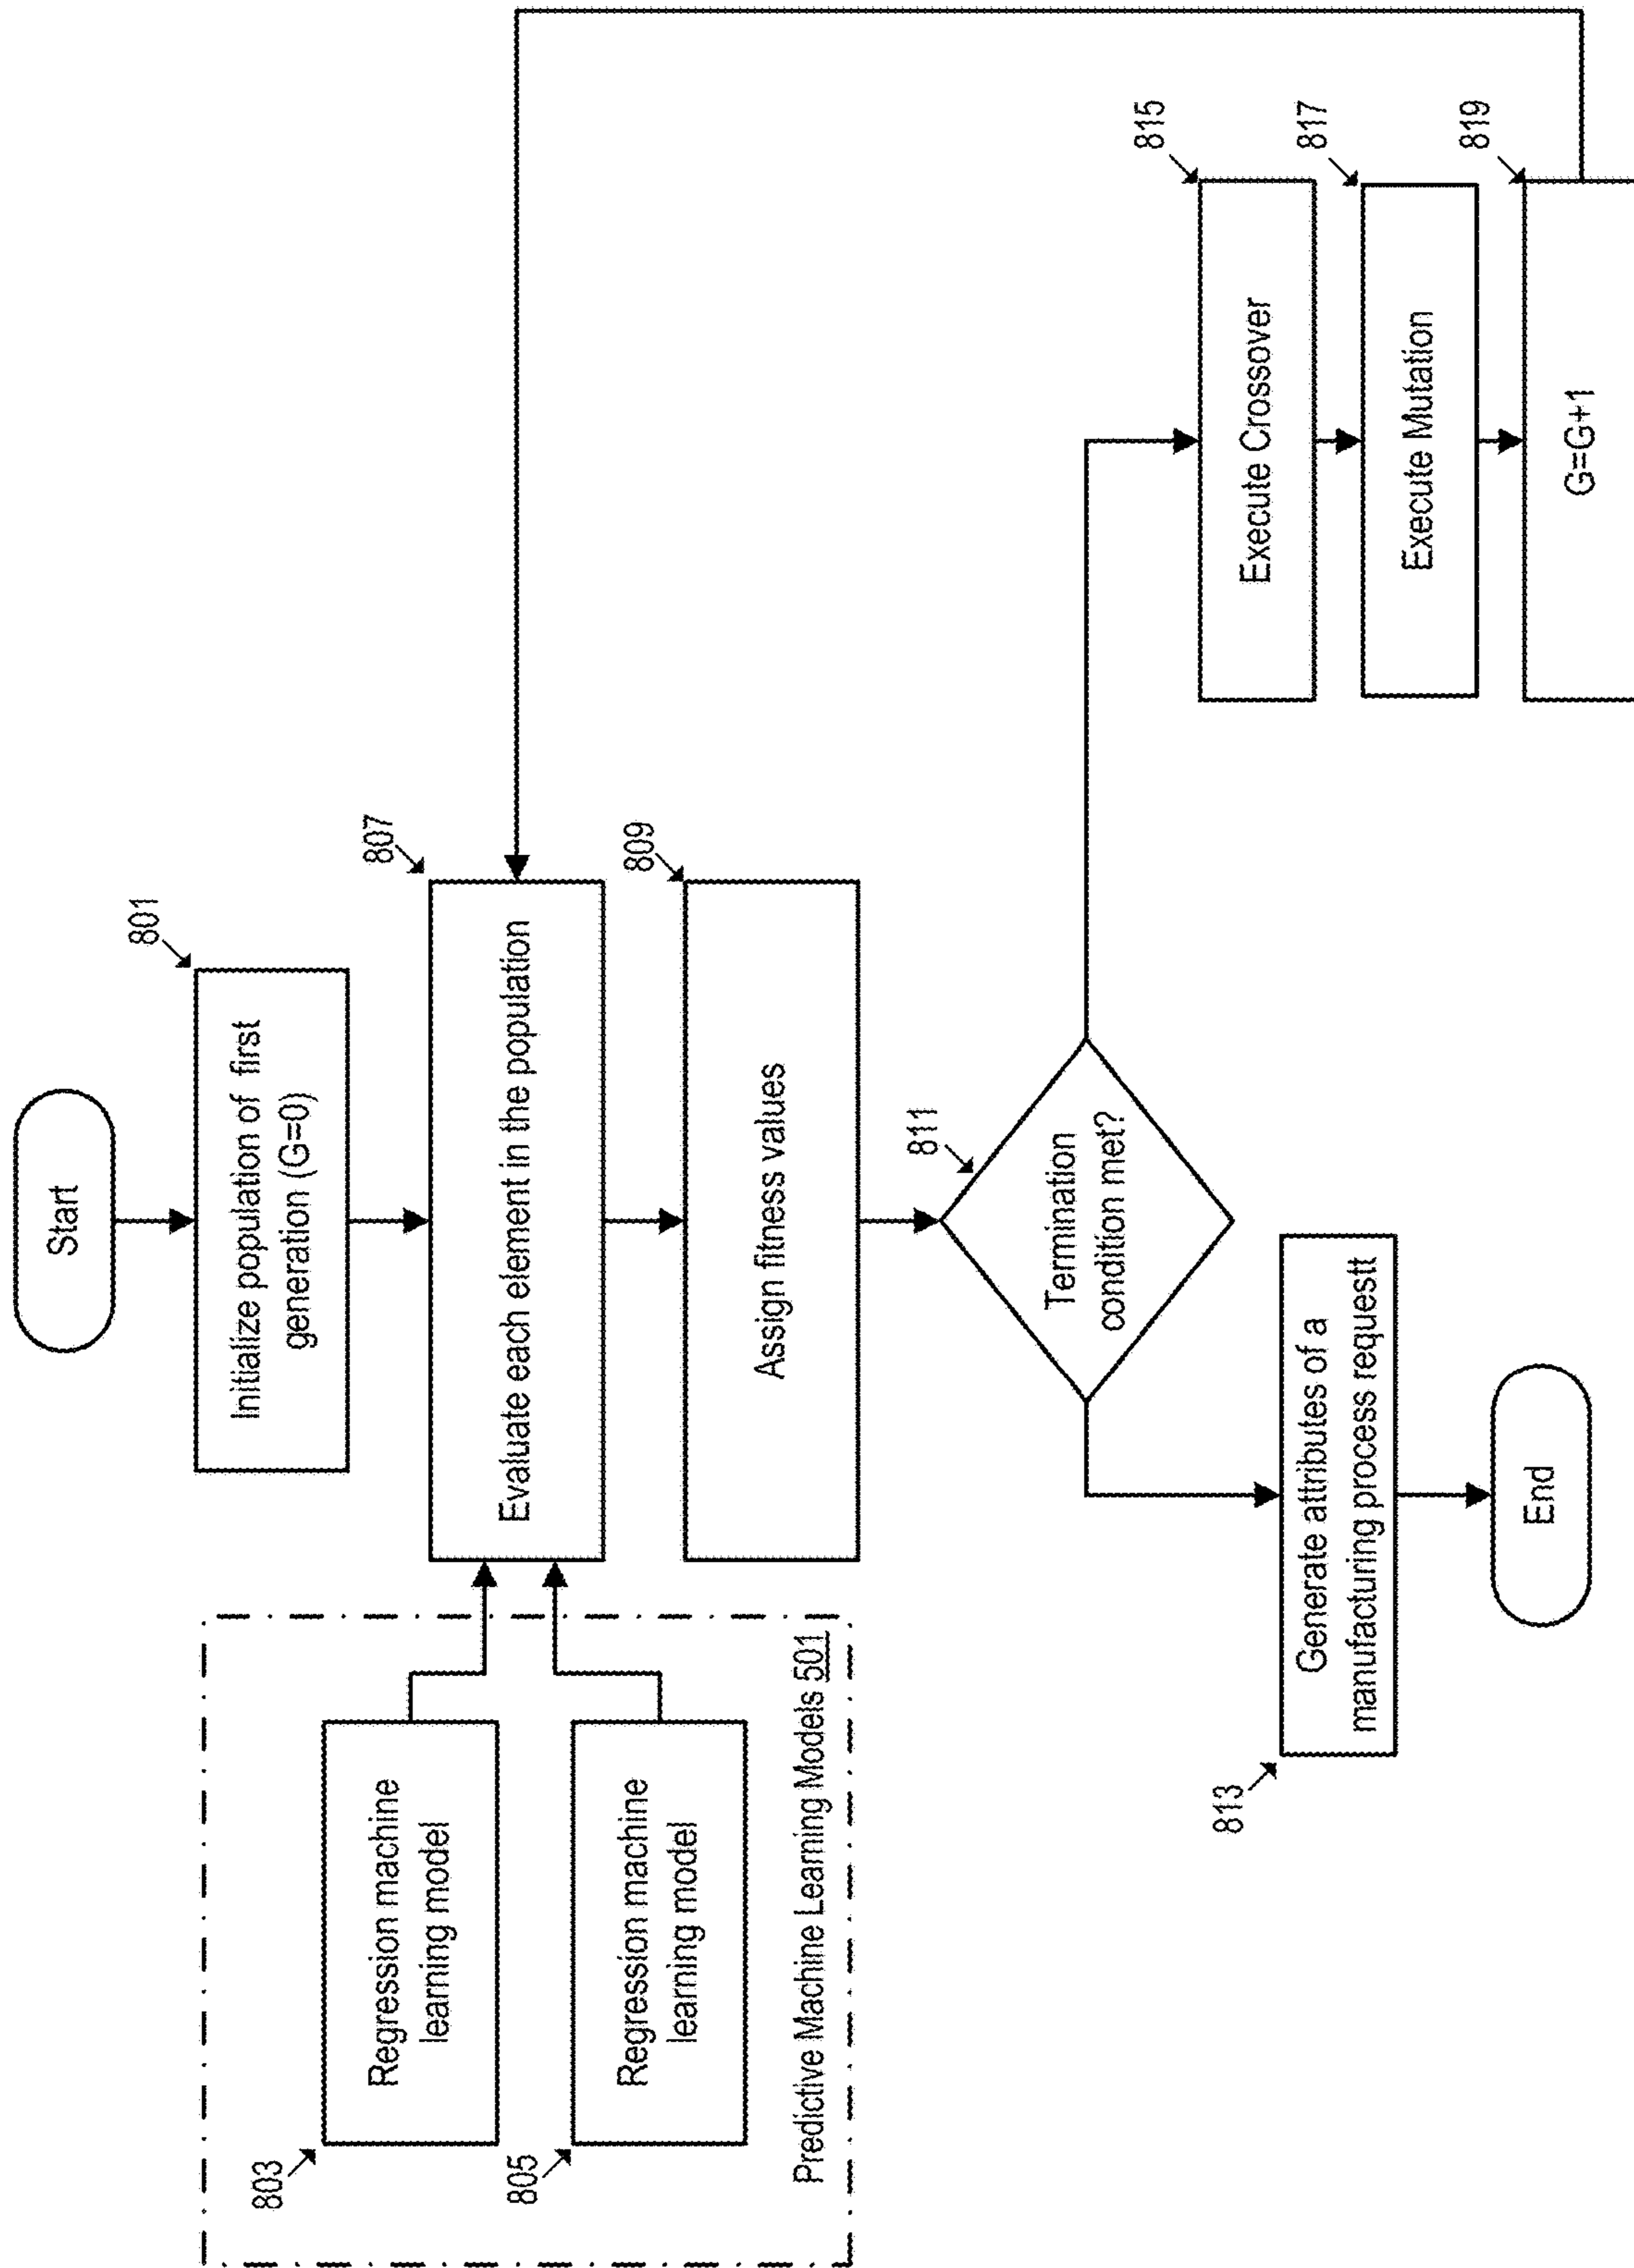 Start
801
Initialize population of first
generation (G=0)
807
Evaluate each element in the population
803
Regression machine
learning model
805
Regression machine
learning model
Predictive Machine Learning Models 501
809
Assign fitness values
811
Termination
condition met?
813
Generate attributes of a
manufacturing process requestt
End
815
Execute Crossover
817
Execute Mutation
819
G=G+1